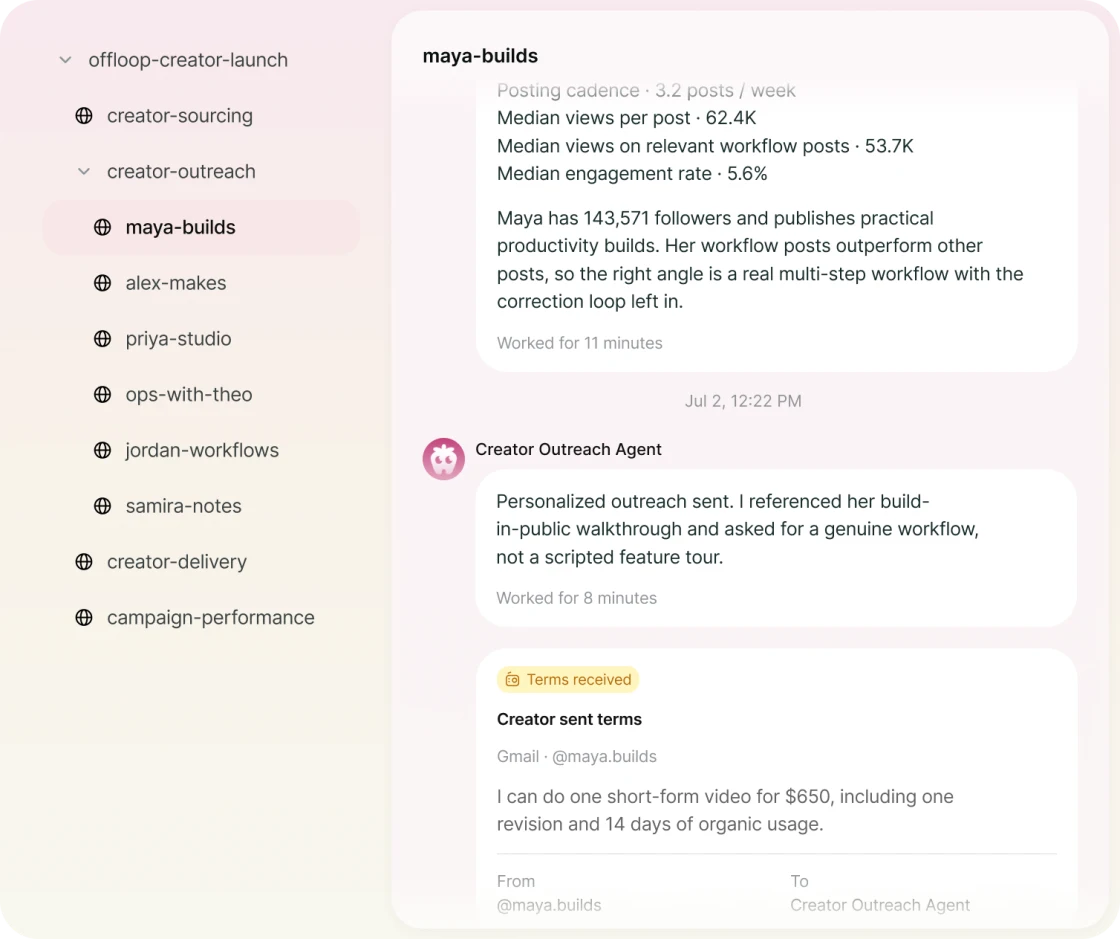 offloop-creator-launch
creator-sourcing
creator-outreach
maya-builds
alex-makes
priya-studio
ops-with-theo
jordan-workflows
samira-notes
creator-delivery
campaign-performance
maya-builds
Posting cadence · 3.2 posts / week
Median views per post · 62.4K
Median views on relevant workflow posts · 53.7K
Median engagement rate · 5.6%
Maya has 143,571 followers and publishes practical
productivity builds. Her workflow posts outperform other
posts, so the right angle is a real multi-step workflow with the
correction loop left in.
Worked for 11 minutes
Jul 2, 12:22 PM
Creator Outreach Agent
Personalized outreach sent. I referenced her build-
in-public walkthrough and asked for a genuine workflow,
not a scripted feature tour.
Worked for 8 minutes
Terms received
Creator sent terms
Gmail · @maya.builds
I can do one short-form video for $650, including one
revision and 14 days of organic usage.
From
@maya.builds
To
Creator Outreach Agent